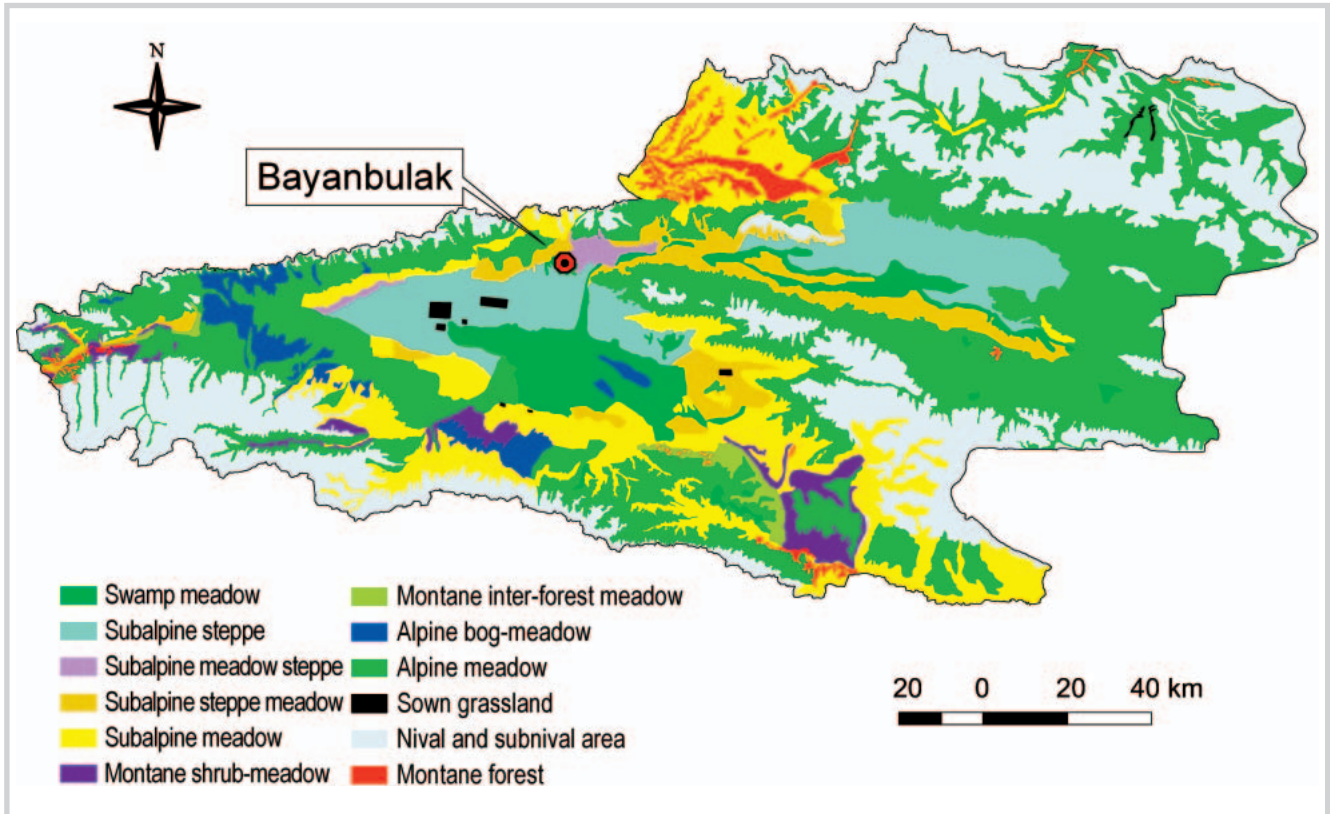 N
Bayanbulak
Swamp meadow
Subalpine steppe
Subalpine meadow steppe
Subalpine steppe meadow
Subalpine meadow
Montane shrub-meadow
Montane inter-forest meadow
Alpine bog-meadow
Alpine meadow
Sown grassland
Nival and subnival area
Montane forest
20 0 20 40 km